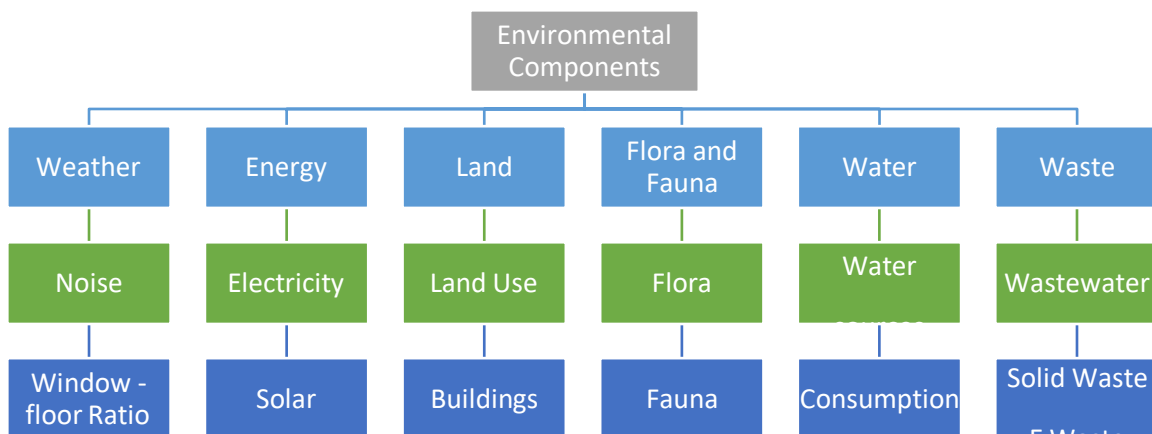 Environmental
Components
Weather
Energy
Land
Flora and
Fauna
Water
Waste
Noise
Electricity
Land Use
Flora
Water
Wastewater
Window -
floor Ratio
Solar
Buildings
Fauna
Consumption
Solid Waste